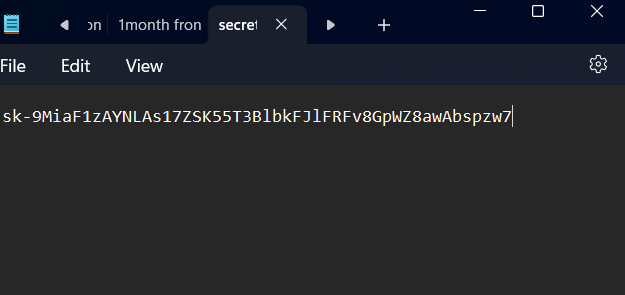 on 1month fron secret
File Edit View
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